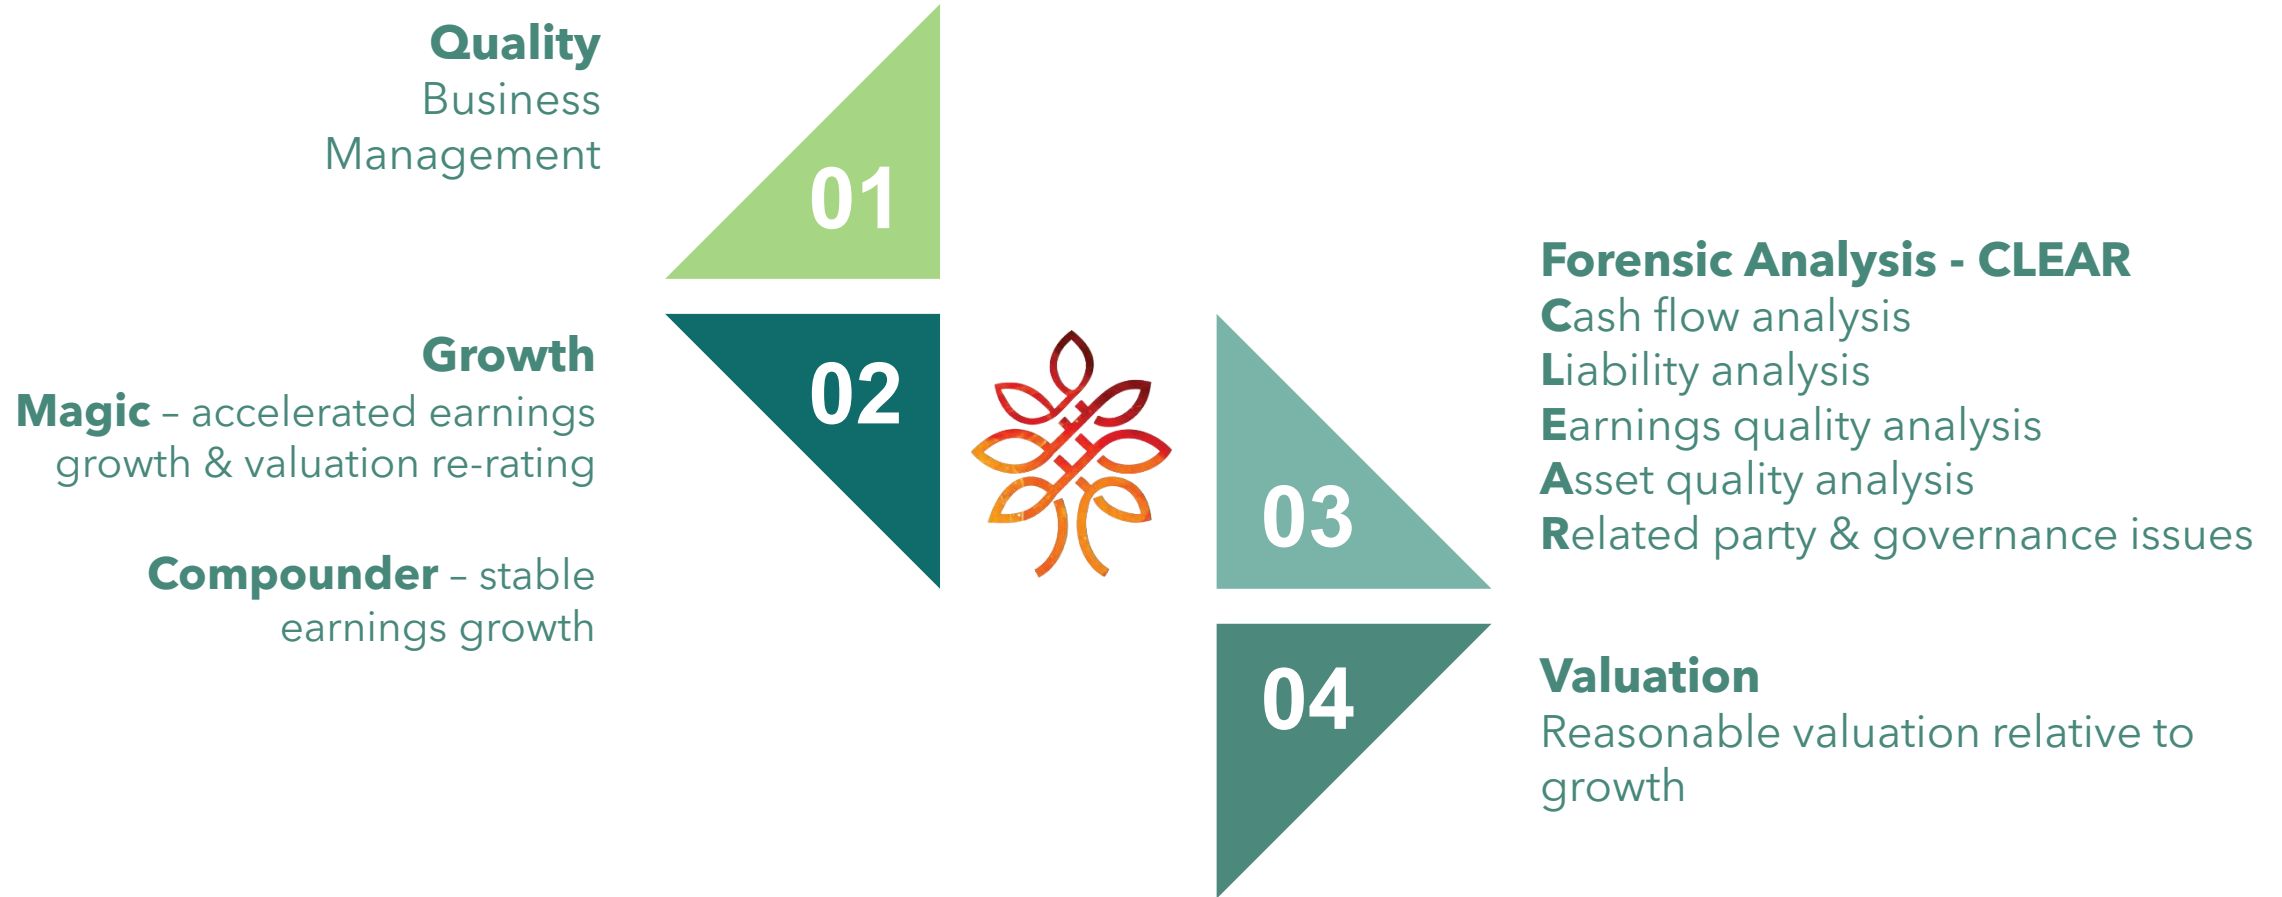 Quality
Business
Management
01
Growth
Magic – accelerated earnings
growth & valuation re-rating
Compounder – stable
earnings growth
02
03
Forensic Analysis - CLEAR
Cash flow analysis
Liability analysis
Earnings quality analysis
Asset quality analysis
Related party & governance issues
04
Valuation
Reasonable valuation relative to
growth